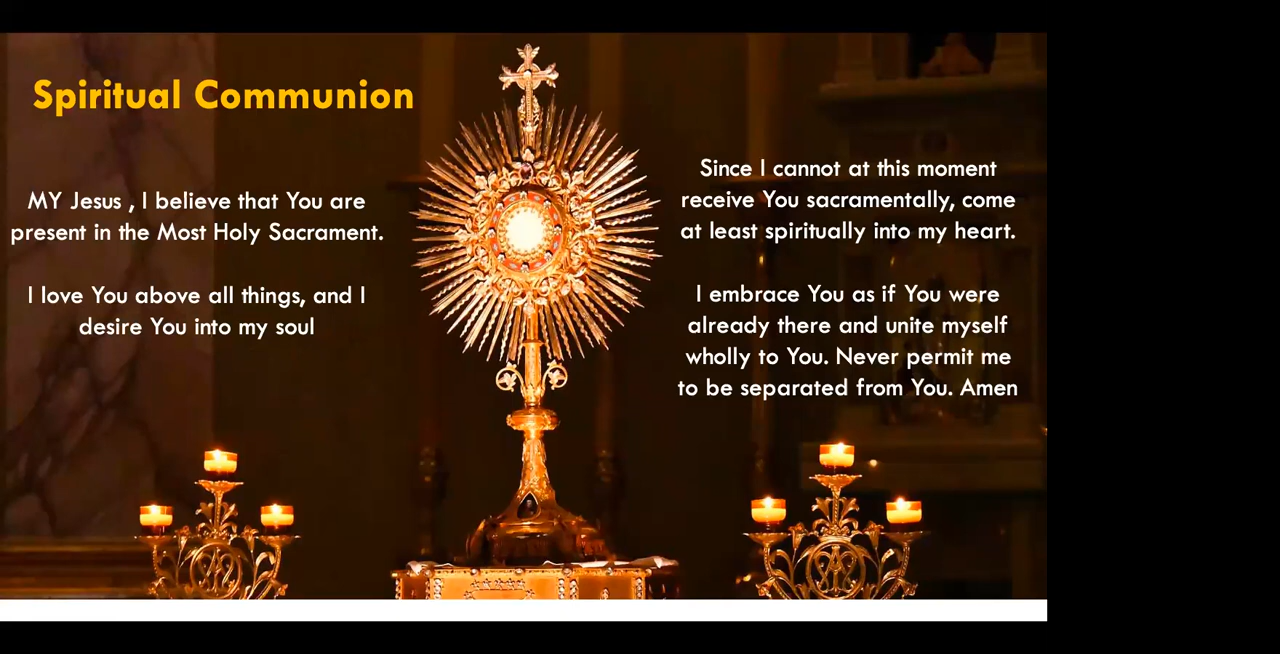 Spiritual Communion
MY Jesus , I believe that You are
present in the Most Holy Sacrament.
I love You above all things, and I
desire You into my soul
Since I cannot at this moment
receive You sacramentally, come
at least spiritually into my heart.
I embrace You as if You were
already there and unite myself
wholly to You. Never permit me
to be separated from You. Amen